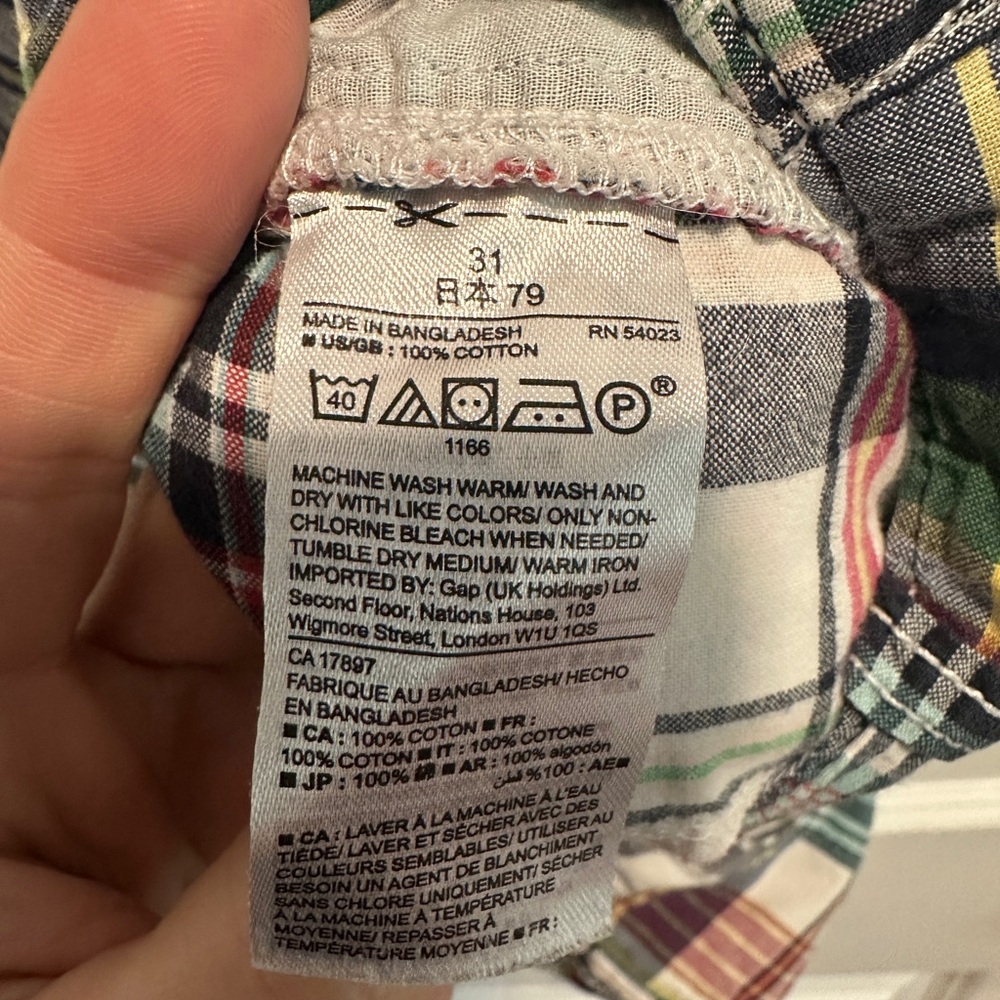 31
日本 79
MADE IN BANGLADESH RN 54023
■ US/GB : 100% COTTON
40 P ®
1166
MACHINE WASH WARM/ WASH AND
DRY WITH LIKE COLORS/ ONLY NON-
CHLORINE BLEACH WHEN NEEDED/
TUMBLE DRY MEDIUM/ WARM IRON
IMPORTED BY: Gap (UK Holdings) Ltd.
Second Floor, Nations House, 103
Wigmore Street, London W1U 1QS
CA 17897
FABRIQUE AU BANGLADESH/ HECHO
EN BANGLADESH
■ CA : 100% COTON ■ FR :
100% COTON ■ IT : 100% COTONE
■ JP : 100% 綿 ■ AR : 100% algodón
■AE : 100% قطن
■ CA : LAVER À LA MACHINE À L'EAU
TIÈDE/ LAVER ET SÉCHER AVEC DES
COULEURS SEMBLABLES/ UTILISER AU
BESOIN UN AGENT DE BLANCHIMENT
SANS CHLORE UNIQUEMENT/ SÉCHER
À LA MACHINE À TEMPÉRATURE
MOYENNE/ REPASSER À
TEMPÉRATURE MOYENNE ■ FR :